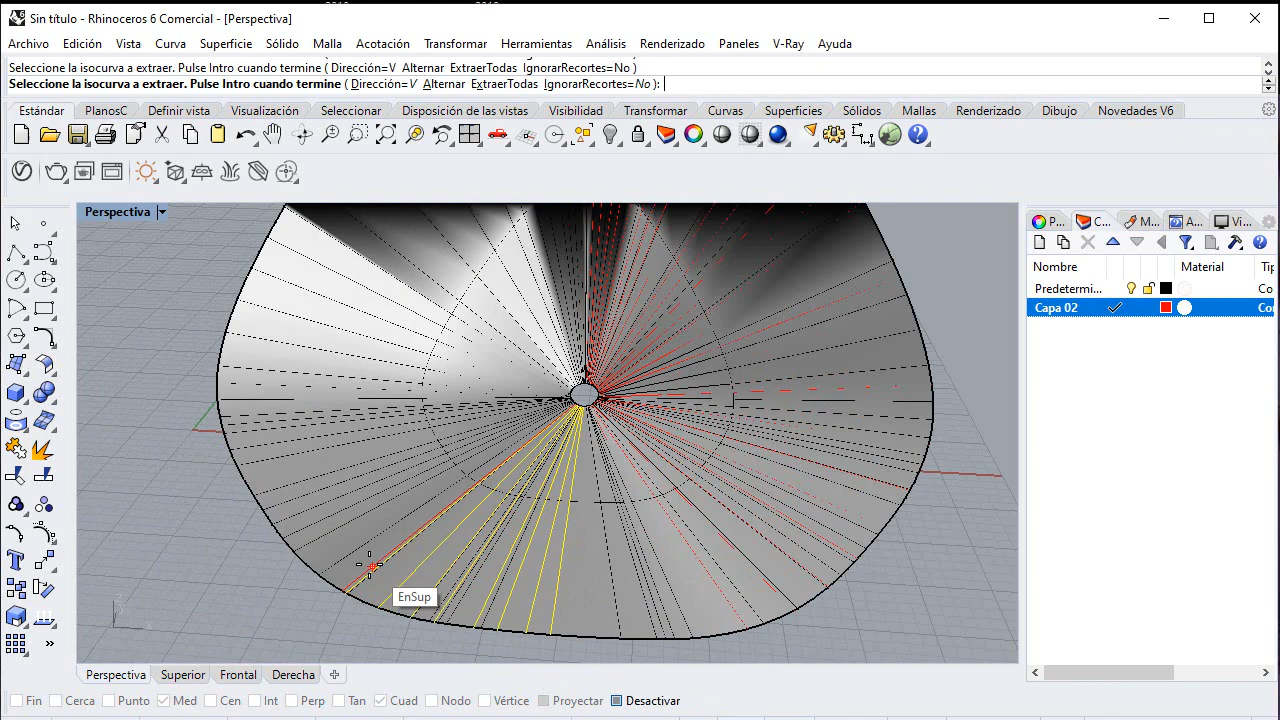 Sin título - Rhinoceros 6 Comercial - [Perspectiva]
Archivo Edición Vista Curva Superficie Sólido Malla Acotación Transformar Herramientas Análisis Renderizado Paneles V-Ray Ayuda
Seleccione la isocurva a extraer. Pulse Intro cuando termine ( Dirección=V Alternar ExtraerTodas IgnorarRecortes=No )
Seleccione la isocurva a extraer. Pulse Intro cuando termine ( Dirección=V Alternar ExtraerTodas IgnorarRecortes=No ):
Estándar PlanosC Definir vista Visualización Seleccionar Disposición de las vistas Visibilidad Transformar Curvas Superficies Sólidos Mallas Renderizado Dibujo Novedades V6
Perspectiva
P... C... M... A... Vi...
Nombre Material Tip
Predetermi... Co
Capa 02 Con
EnSup
Perspectiva Superior Frontal Derecha
Fin Cerca Punto Med Cen Int Perp Tan Cuad Nodo Vértice Proyectar Desactivar